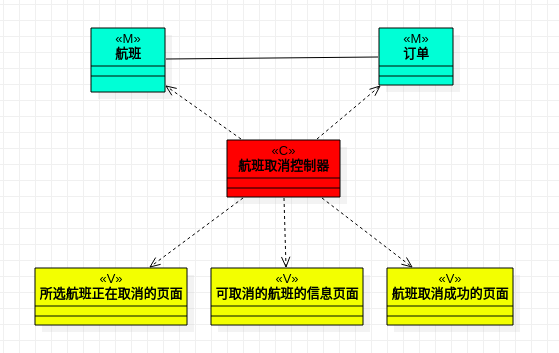 «M»
航班
«M»
订单
«C»
航班取消控制器
«V»
所选航班正在取消的页面
«V»
可取消的航班的信息页面
«V»
航班取消成功的页面